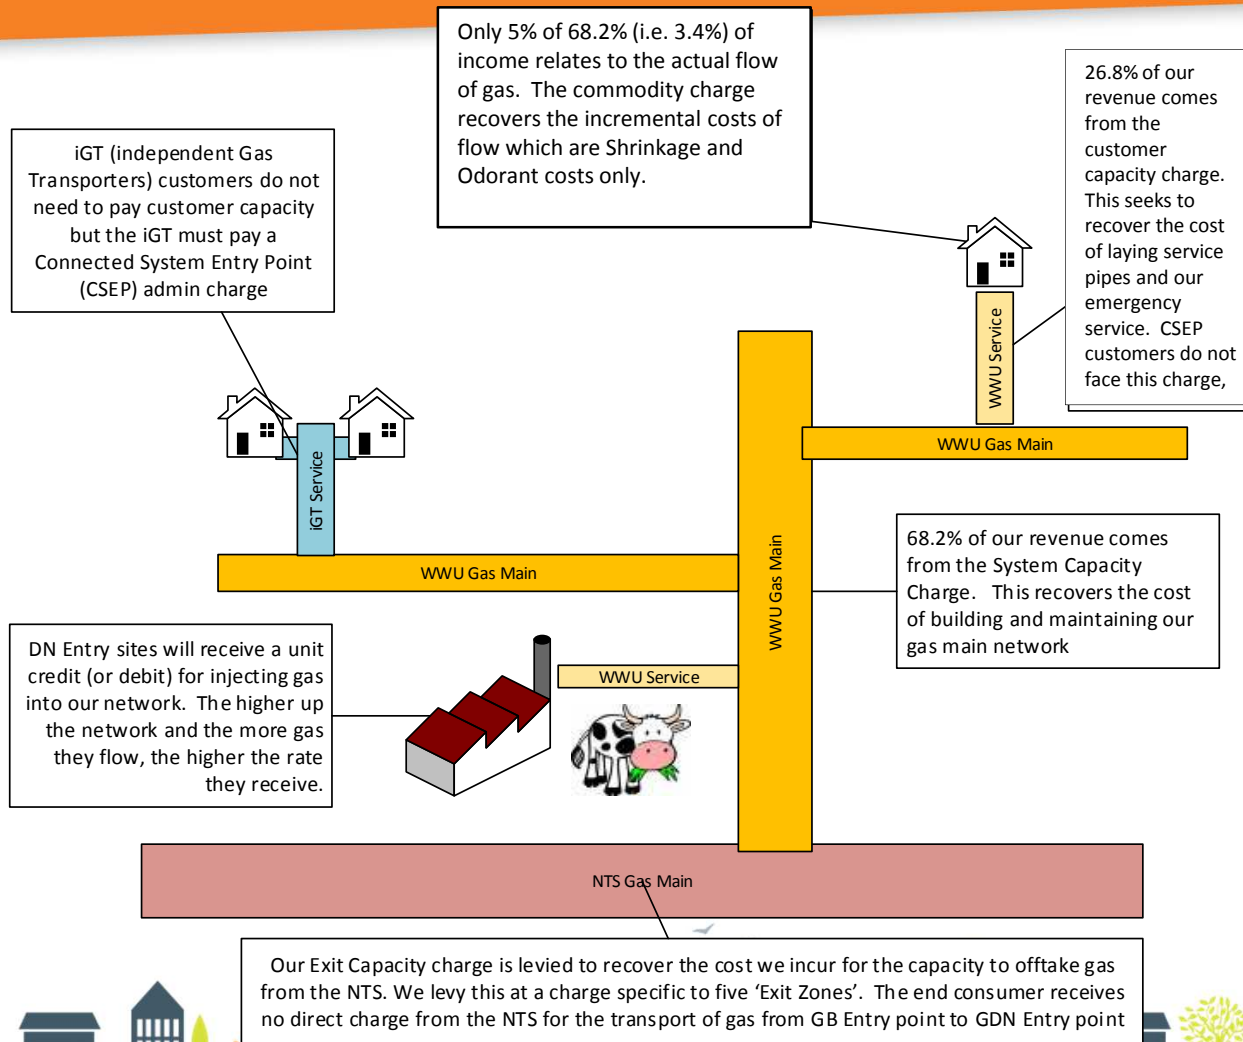 Only 5% of 68.2% (i.e. 3.4%) of
income relates to the actual flow
of gas.  The commodity charge
recovers the incremental costs of
flow which are Shrinkage and
Odorant costs only.
26.8% of our
revenue comes
from the
customer
capacity charge.
This seeks to
recover the cost
of laying service
pipes and our
emergency
service.  CSEP
customers do not
face this charge,
iGT (independent Gas
Transporters) customers do not
need to pay customer capacity
but the iGT must pay a
Connected System Entry Point
(CSEP) admin charge
WWU Service
WWU Gas Main
iGT Service
WWU Gas Main
WWU Gas Main
68.2% of our revenue comes
from the System Capacity
Charge.   This recovers the cost
of building and maintaining our
gas main network
DN Entry sites will receive a unit
credit (or debit) for injecting gas
into our network.  The higher up
the network and the more gas
they flow, the higher the rate
they receive.
WWU Service
NTS Gas Main
Our Exit Capacity charge is levied to recover the cost we incur for the capacity to offtake gas
from the NTS. We levy this at a charge specific to five ‘Exit Zones’.  The end consumer receives
no direct charge from the NTS for the transport of gas from GB Entry point to GDN Entry point